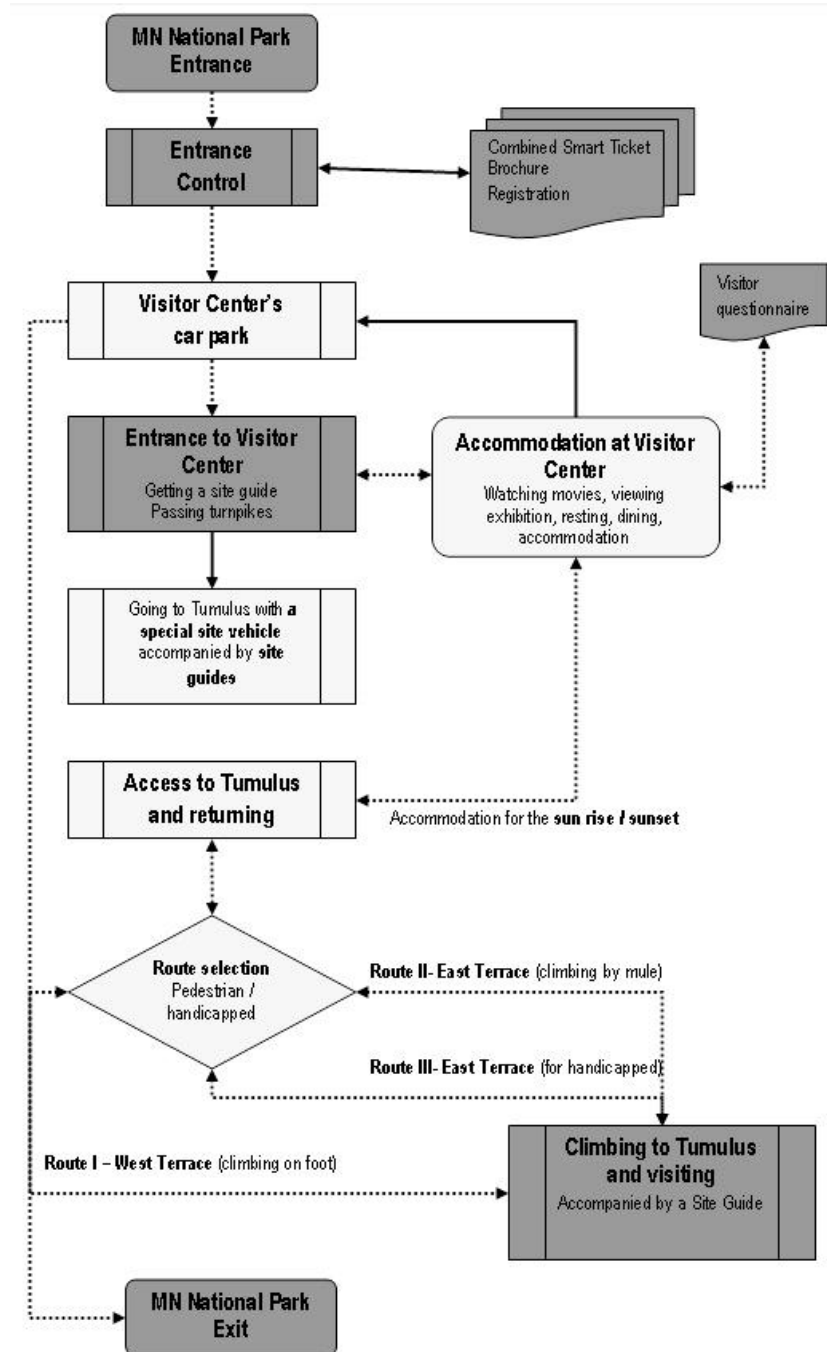 MN National Park
Entrance
Entrance
Control
Combined Smart Ticket
Brochure
Registration
Visitor Center's
car park
Visitor
questionnaire
Entrance to Visitor
Center
Getting a site guide
Passing turnpikes
Accommodation at Visitor
Center
Watching movies, viewing
exhibition, resting, dining,
accommodation
Going to Tumulus with a
special site vehicle
accompanied by site
guides
Access to Tumulus
and returning
Accommodation for the sun rise / sunset
Route selection
Pedestrian /
handicapped
Route II- East Terrace (climbing by mule)
Route III- East Terrace (for handicapped)
Route I – West Terrace (climbing on foot)
Climbing to Tumulus
and visiting
Accompanied by a Site Guide
MN National Park
Exit